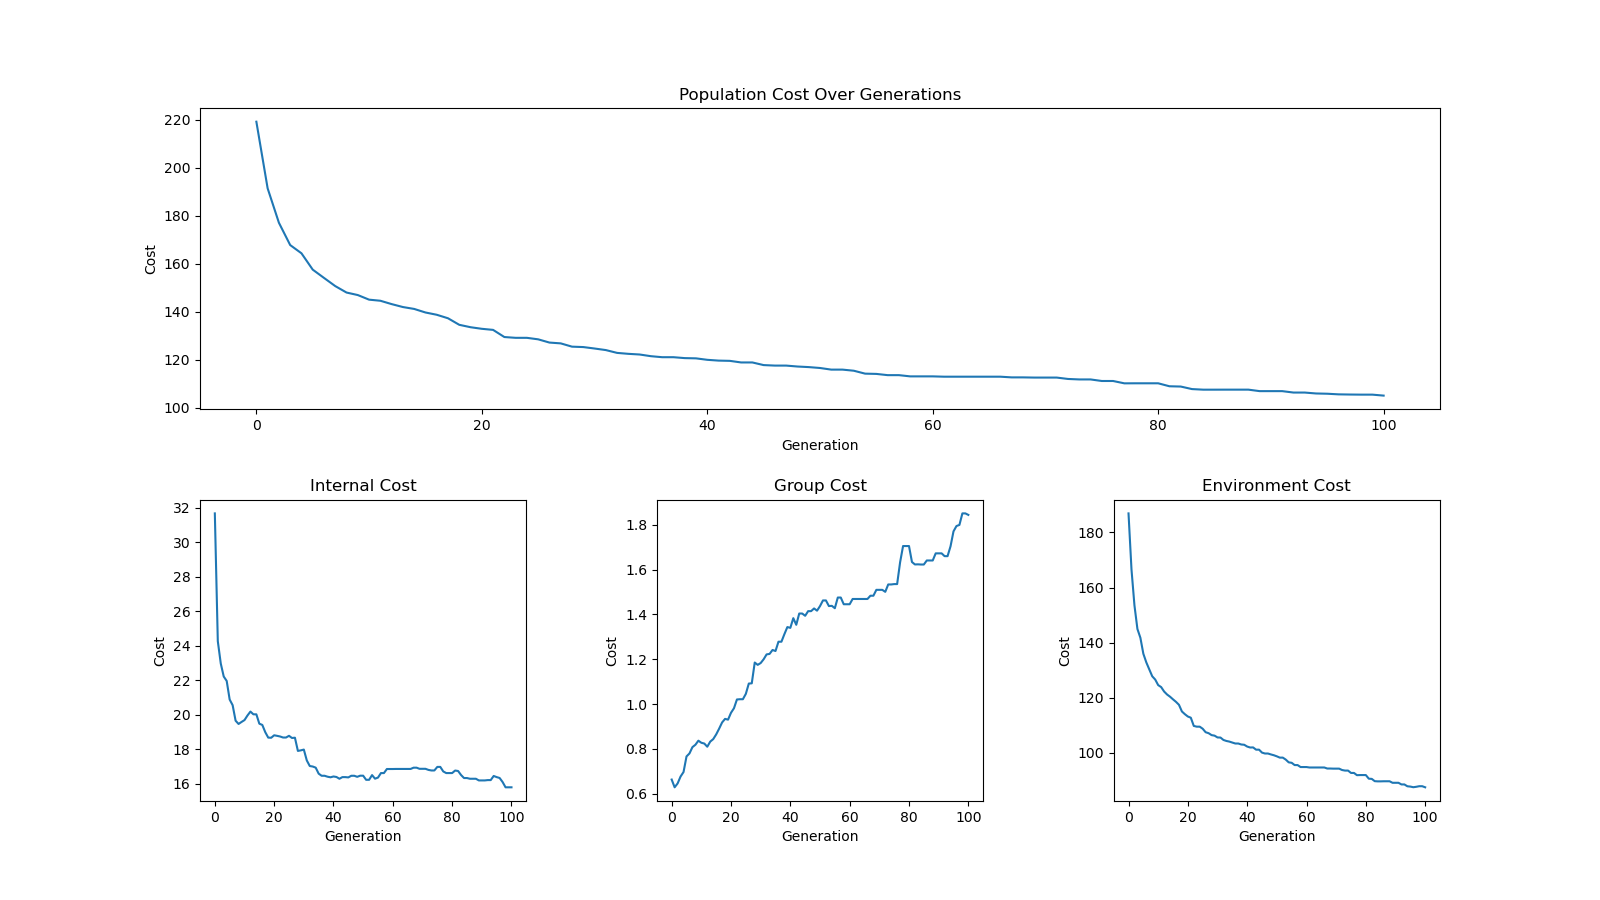 Population Cost Over Generations
220
200
180
160
140
120
100
Cost
0 20 40 60 80 100
Generation
Internal Cost
32
30
28
26
24
22
20
18
16
Cost
0 20 40 60 80 100
Generation
Group Cost
1.8
1.6
1.4
1.2
1.0
0.8
0.6
Cost
0 20 40 60 80 100
Generation
Environment Cost
180
160
140
120
100
Cost
0 20 40 60 80 100
Generation